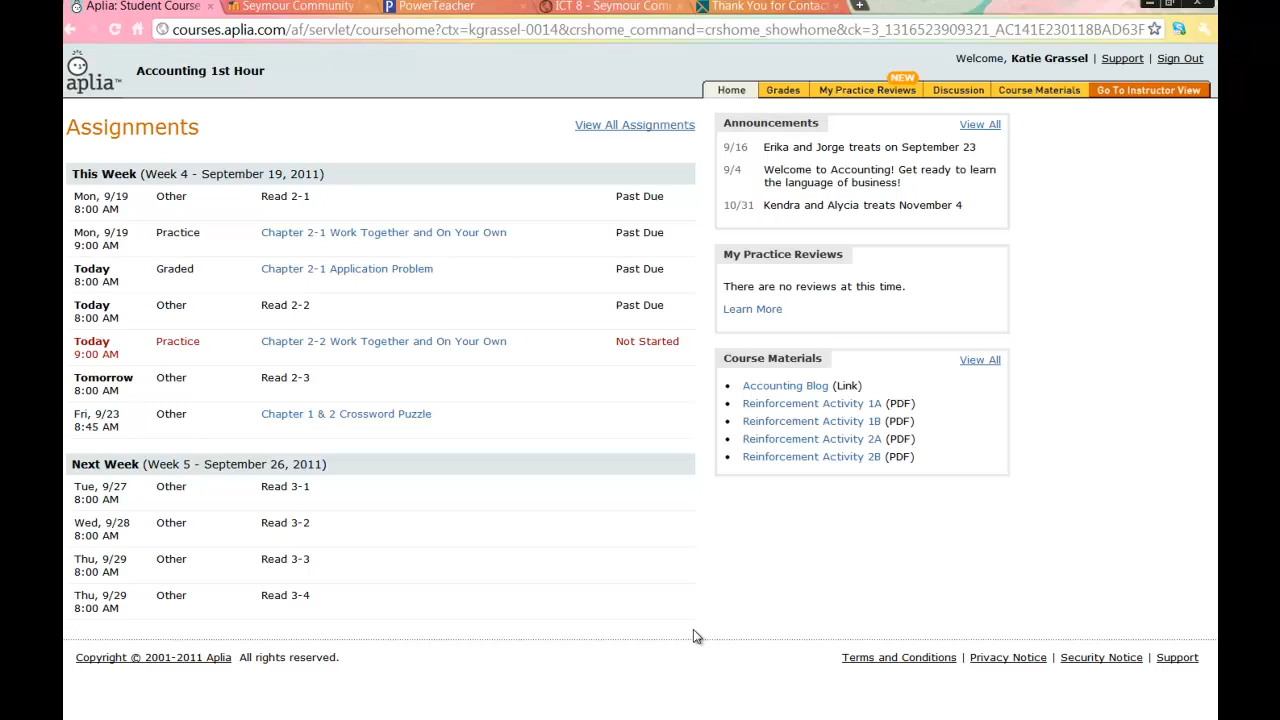 Aplia: Student Course
Seymour Community
PowerTeacher
ICT 8 - Seymour Com
Thank You for Contac
courses.aplia.com/af/servlet/coursehome?ctx=kgrassel-0014&crshome_command=crshome_showhome&ck=3_1316523909321_AC141E230118BAD63F
aplia™
Accounting 1st Hour
Welcome, Katie Grassel | Support | Sign Out
NEW
Home Grades My Practice Reviews Discussion Course Materials Go To Instructor View
Assignments
View All Assignments
This Week (Week 4 - September 19, 2011)
Mon, 9/19 Other Read 2-1 Past Due
8:00 AM
Mon, 9/19 Practice Chapter 2-1 Work Together and On Your Own Past Due
9:00 AM
Today Graded Chapter 2-1 Application Problem Past Due
8:00 AM
Today Other Read 2-2 Past Due
8:00 AM
Today Practice Chapter 2-2 Work Together and On Your Own Not Started
9:00 AM
Tomorrow Other Read 2-3
8:00 AM
Fri, 9/23 Other Chapter 1 & 2 Crossword Puzzle
8:45 AM
Next Week (Week 5 - September 26, 2011)
Tue, 9/27 Other Read 3-1
8:00 AM
Wed, 9/28 Other Read 3-2
8:00 AM
Thu, 9/29 Other Read 3-3
8:00 AM
Thu, 9/29 Other Read 3-4
8:00 AM
Announcements View All
9/16 Erika and Jorge treats on September 23
9/4 Welcome to Accounting! Get ready to learn
the language of business!
10/31 Kendra and Alycia treats November 4
My Practice Reviews
There are no reviews at this time.
Learn More
Course Materials View All
• Accounting Blog (Link)
• Reinforcement Activity 1A (PDF)
• Reinforcement Activity 1B (PDF)
• Reinforcement Activity 2A (PDF)
• Reinforcement Activity 2B (PDF)
Copyright © 2001-2011 Aplia All rights reserved.
Terms and Conditions | Privacy Notice | Security Notice | Support